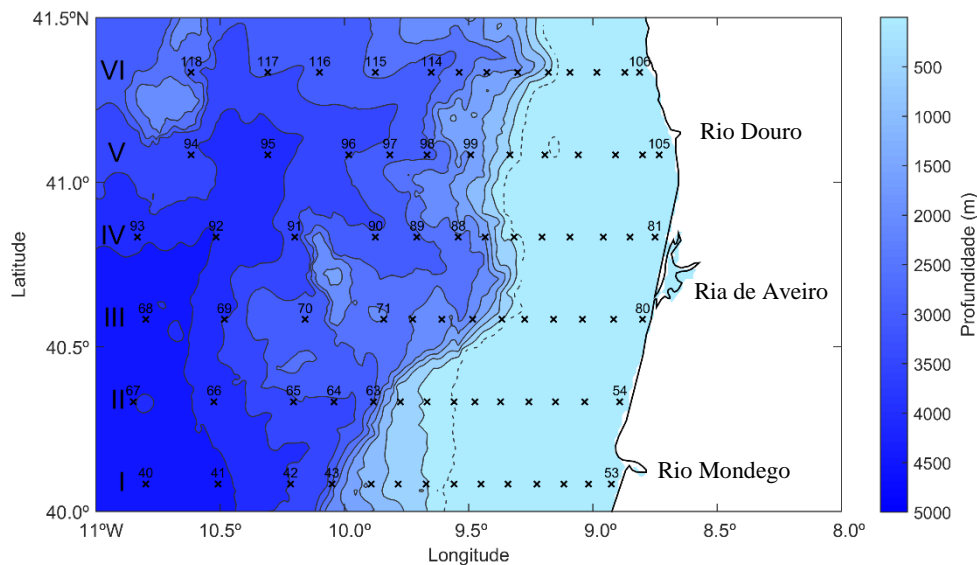 41.5ºN
118 117 116 115 114 106
VI
Rio Douro
94 95 96 97 98 99 105
V
41.0º
93 92 91 90 89 88 81
IV
Ria de Aveiro
68 69 70 71 80
III
40.5º
67 66 65 64 63 54
II
Rio Mondego
40 41 42 43 53
I
40.0º
11ºW 10.5º 10.0º 9.5º 9.0º 8.5º 8.0º
Longitude
Latitude
500
1000
1500
2000
2500
3000
3500
4000
4500
5000
Profundidade (m)